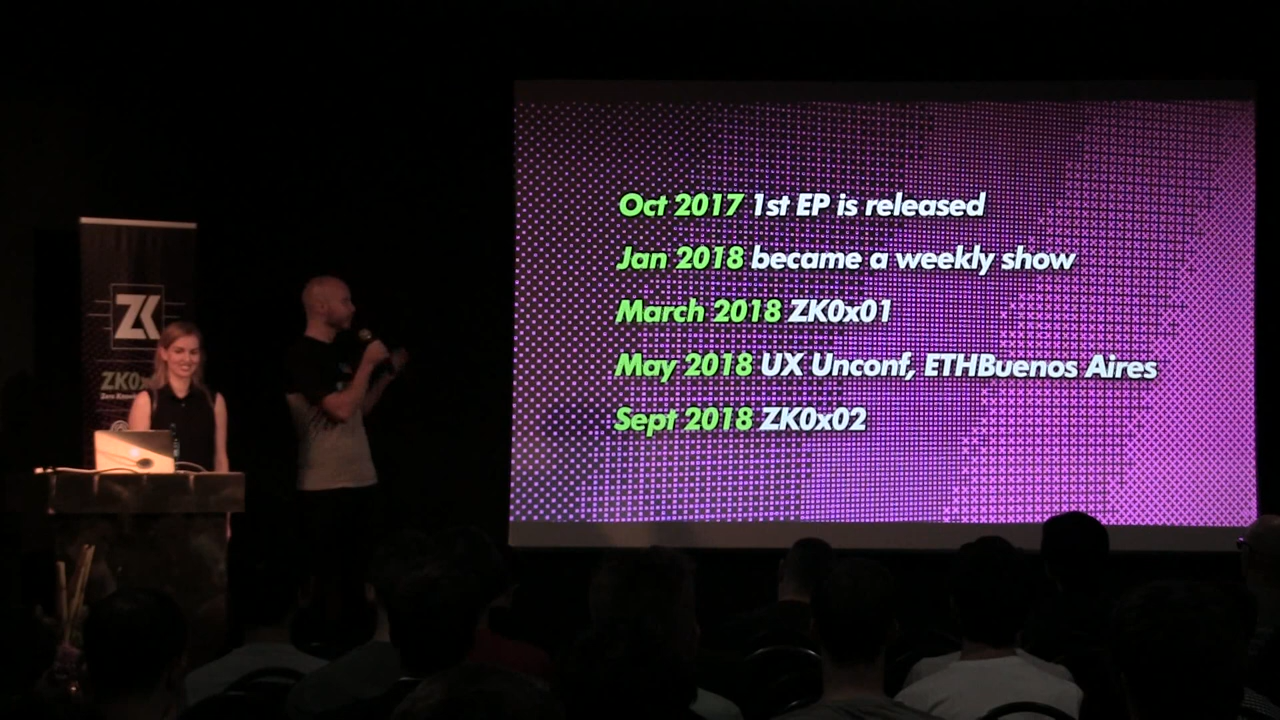 Oct 2017 1st EP is released
Jan 2018 became a weekly show
March 2018 ZK0x01
May 2018 UX Unconf, ETHBuenos Aires
Sept 2018 ZK0x02
ZK
ZK0x
Zero